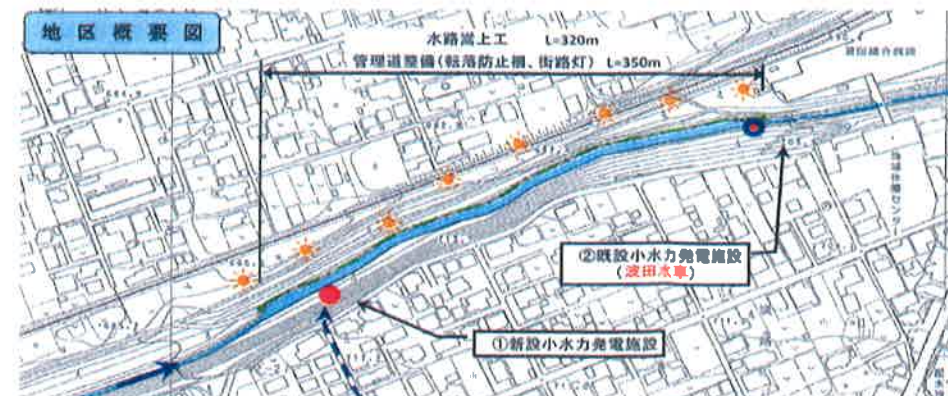 地区概要図
水路嵩上工 L=320m
管理道整備(転落防止柵、街路灯) L=350m
②既設小水力発電施設
(波田水車)
①新設小水力発電施設